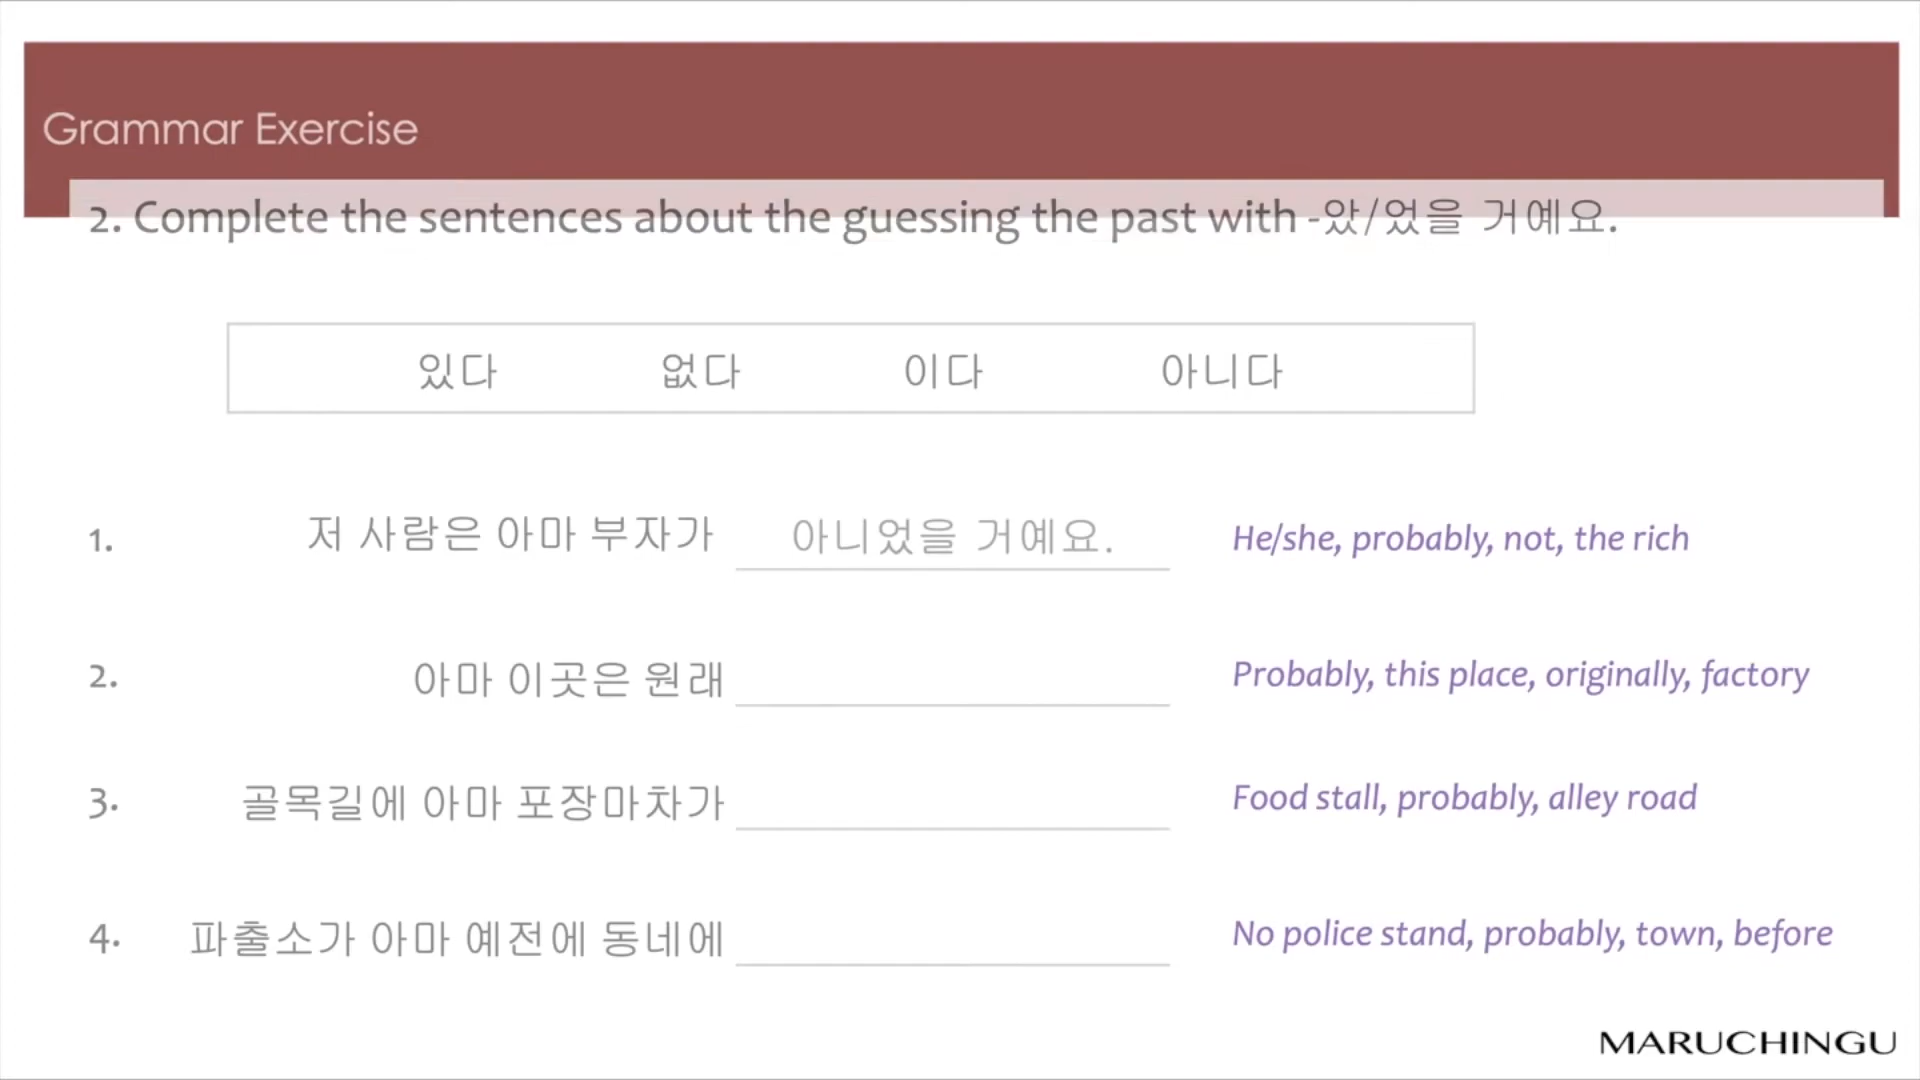 Grammar Exercise
2. Complete the sentences about the guessing the past with -았/었을 거예요.
있다 없다 이다 아니다
1. 저 사람은 아마 부자가 아니었을 거예요. He/she, probably, not, the rich
2. 아마 이곳은 원래 Probably, this place, originally, factory
3. 골목길에 아마 포장마차가 Food stall, probably, alley road
4. 파출소가 아마 예전에 동네에 No police stand, probably, town, before
MARUCHINGU